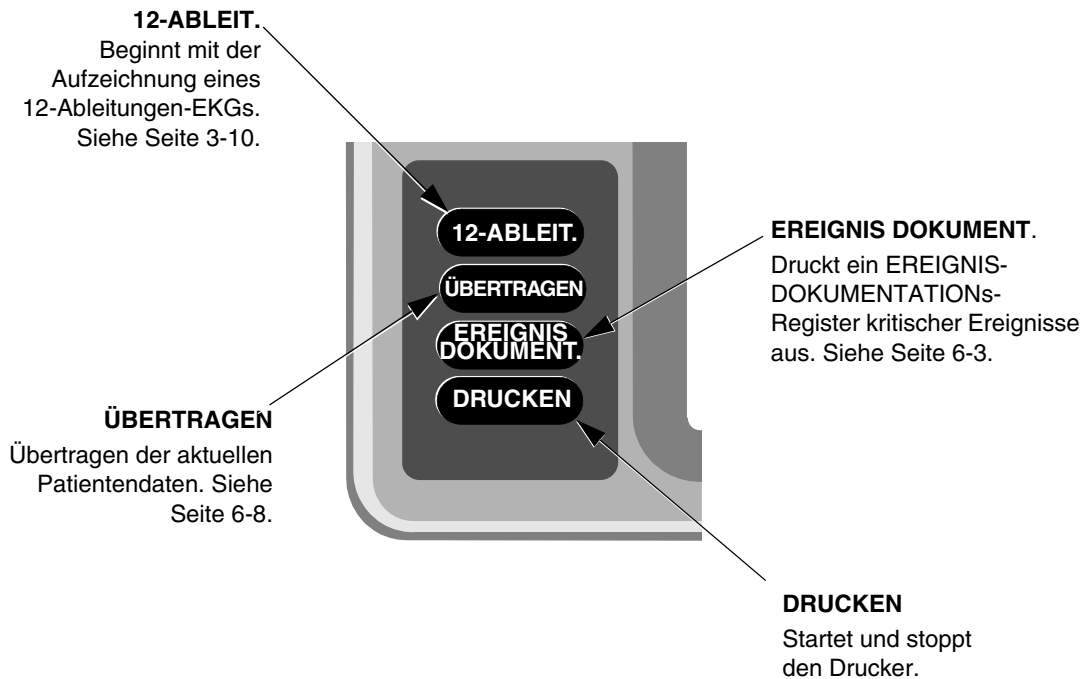 12-ABLEIT.
Beginnt mit der
Aufzeichnung eines
12-Ableitungen-EKGs.
Siehe Seite 3-10.
12-ABLEIT.
ÜBERTRAGEN
EREIGNIS
DOKUMENT.
DRUCKEN
EREIGNIS DOKUMENT.
Druckt ein EREIGNIS-
DOKUMENTATIONs-
Register kritischer Ereignisse
aus. Siehe Seite 6-3.
ÜBERTRAGEN
Übertragen der aktuellen
Patientendaten. Siehe
Seite 6-8.
DRUCKEN
Startet und stoppt
den Drucker.